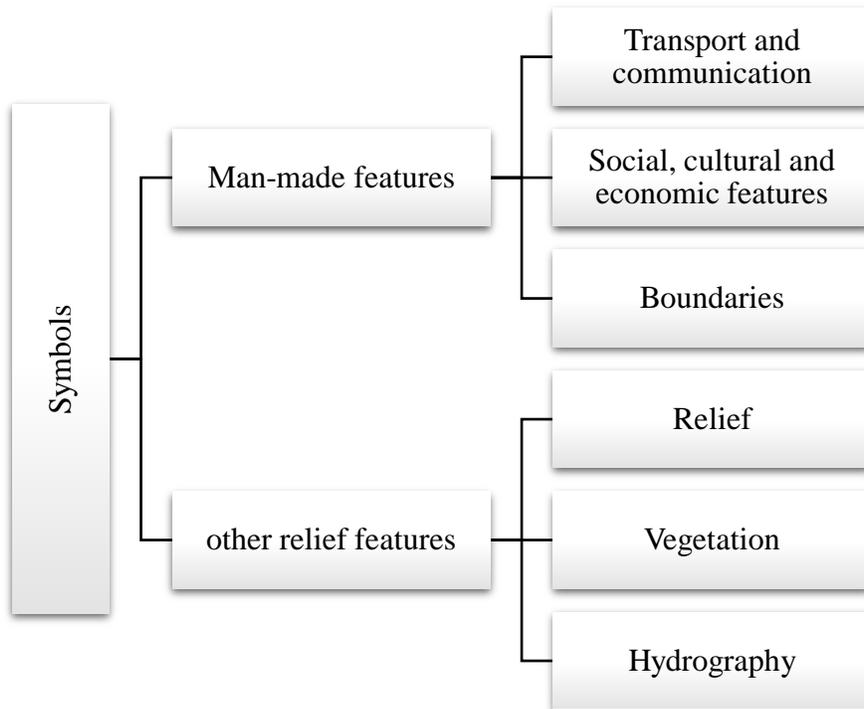 Symbols
Man-made features
Transport and
communication
Social, cultural and
economic features
Boundaries
other relief features
Relief
Vegetation
Hydrography